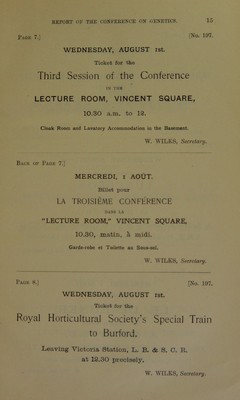 REPORT OF THE CONFERENCE ON GENETICS. 15
PAGE 7.] [No. 197.
WEDNESDAY, AUGUST 1st.
Ticket for the
Third Session of the Conference
IN THE
LECTURE ROOM, VINCENT SQUARE,
10.30 a.m. to 12.
Cloak Room and Lavatory Accommodation in the Basement.
W. WILKS, Secretary.
BACK OF PAGE 7.]
MERCREDI, 1 AOÛT.
Billet pour
LA TROISIÈME CONFÉRENCE
DANS LA
"LECTURE ROOM," VINCENT SQUARE,
10.30, matin, à midi.
Garde-robe et Toilette au Sous-sol.
W. WILKS, Secretary.
PAGE 8.] [No. 197.
WEDNESDAY, AUGUST 1st.
Ticket for the
Royal Horticultural Society's Special Train
to Burford.
Leaving Victoria Station, L. B. & S. C. R.
at 12.30 precisely.
W. WILKS, Secretary.